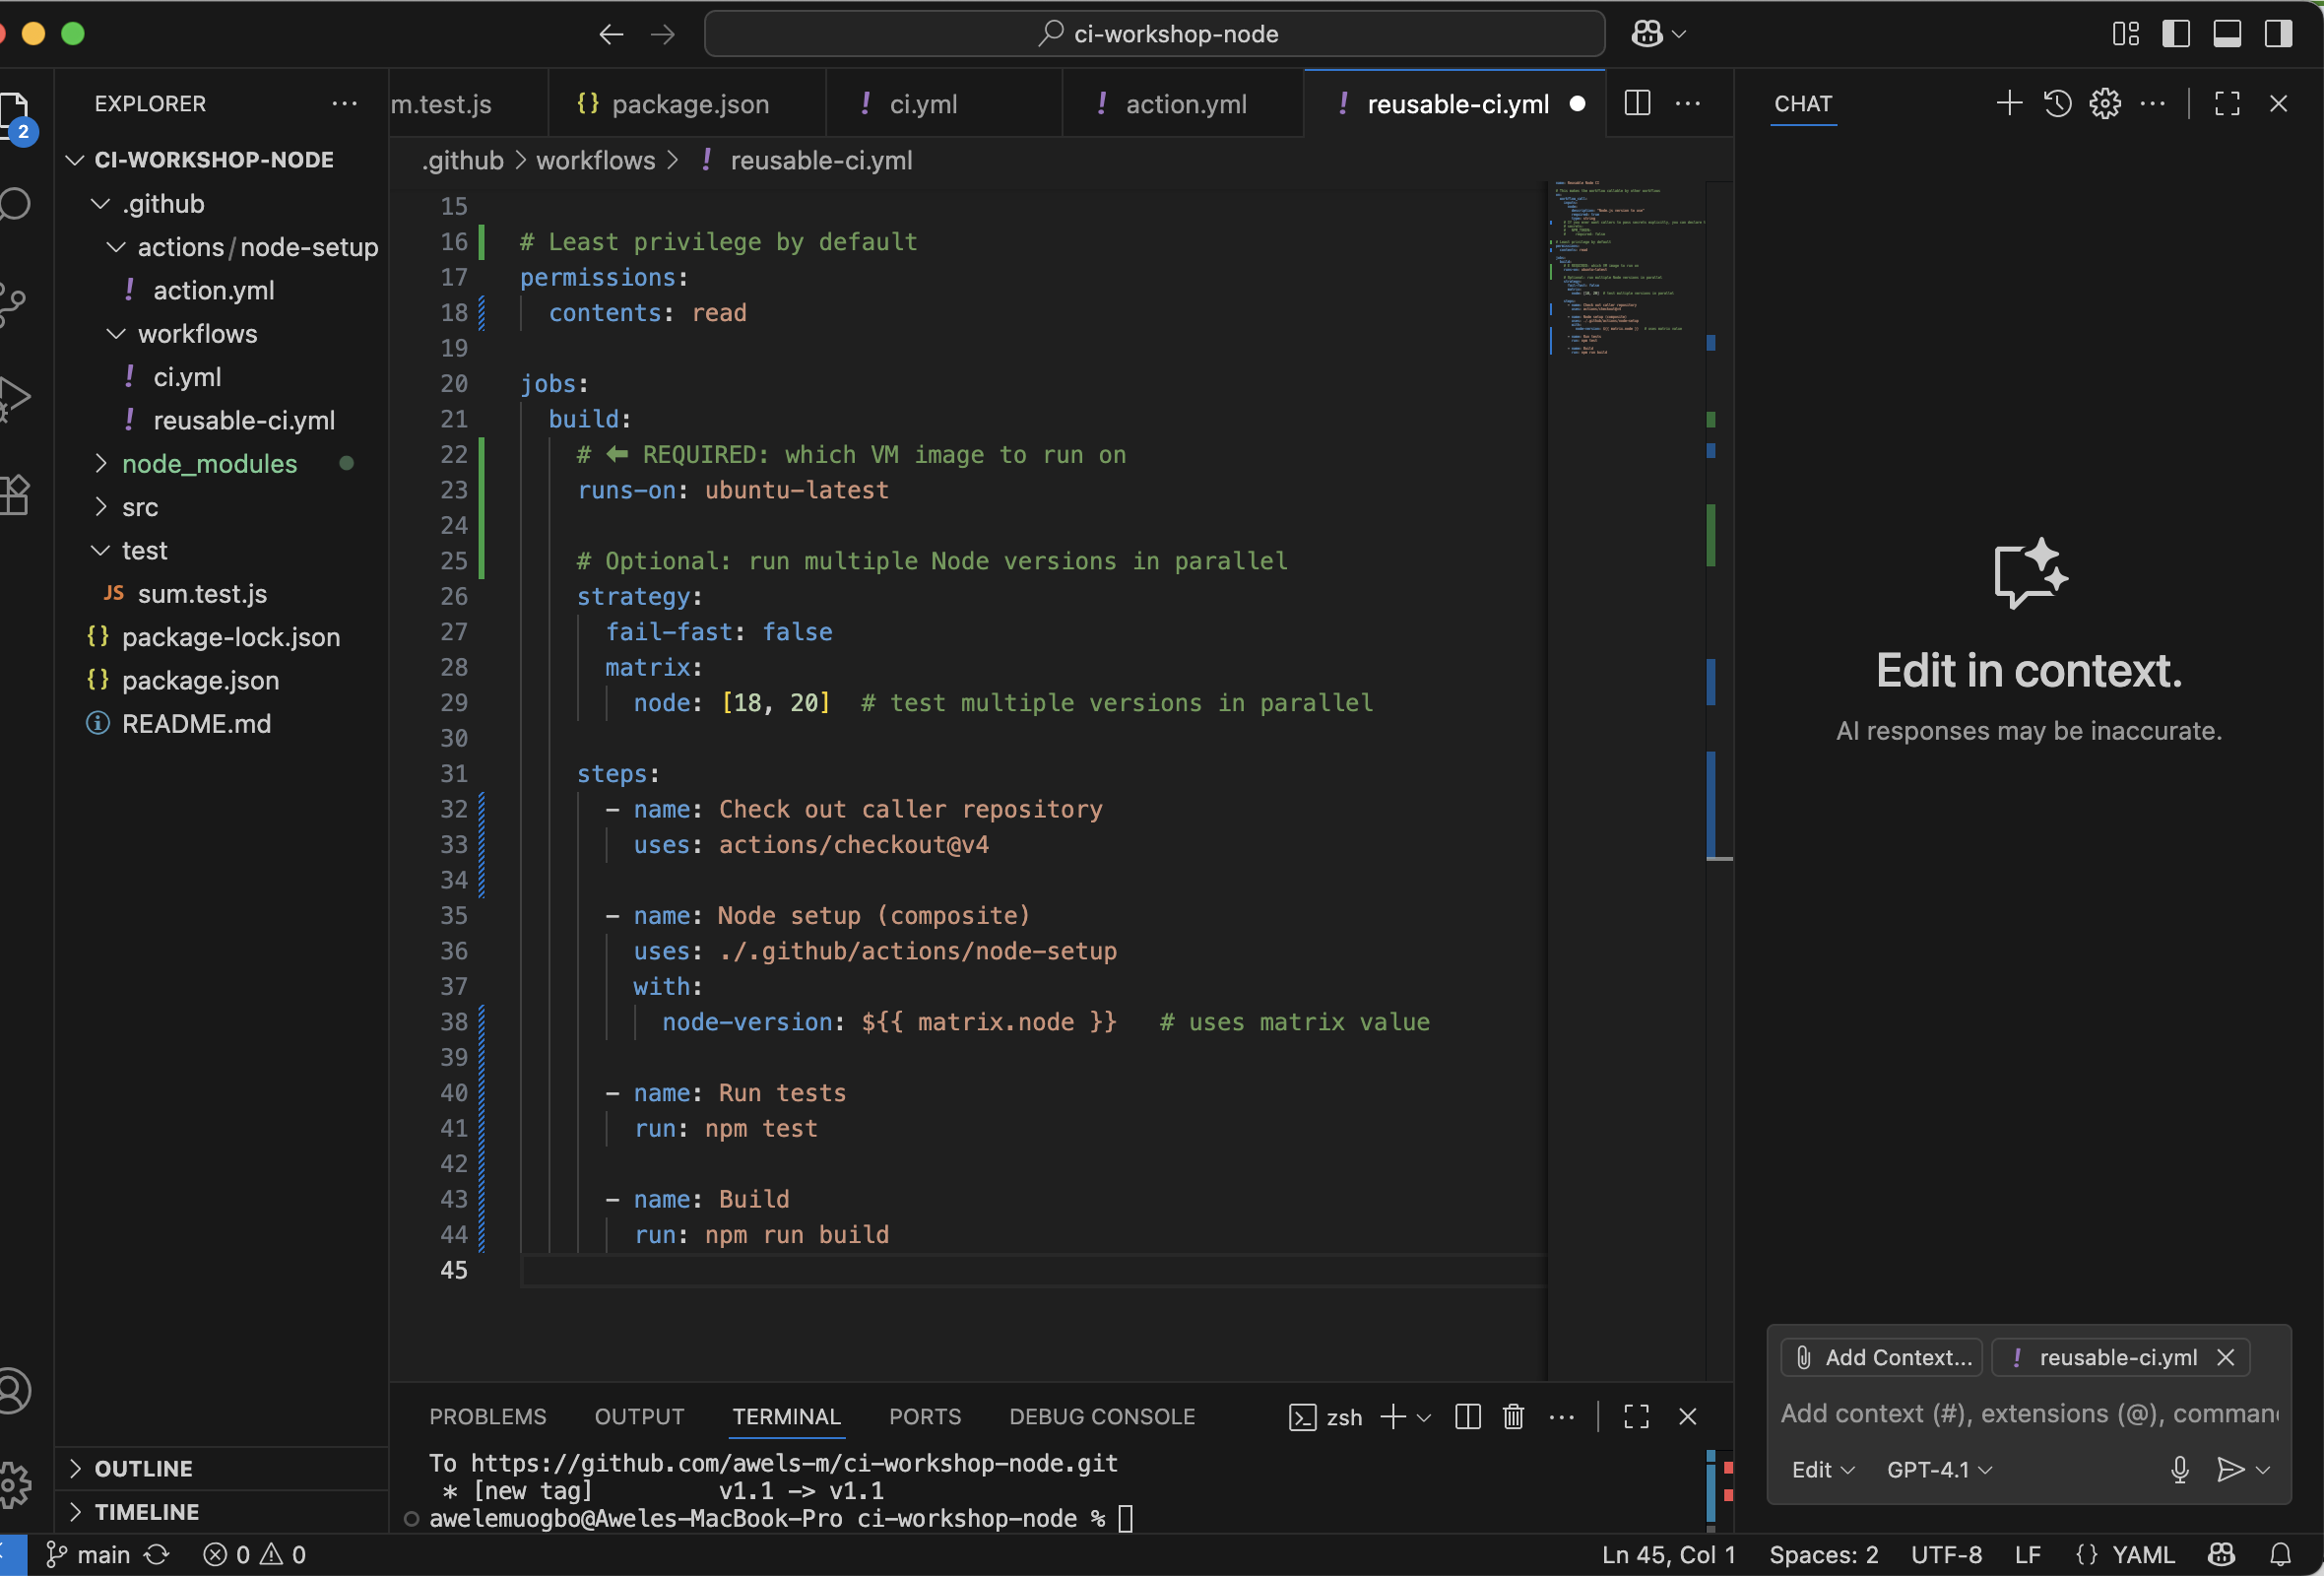 ci-workshop-node
EXPLORER
2
CI-WORKSHOP-NODE
.github
actions/node-setup
! action.yml
workflows
! ci.yml
! reusable-ci.yml
node_modules
src
test
JS sum.test.js
{} package-lock.json
{} package.json
README.md
OUTLINE
TIMELINE
m.test.js
{} package.json
! ci.yml
! action.yml
! reusable-ci.yml
.github > workflows > ! reusable-ci.yml
15
16 # Least privilege by default
17 permissions:
18 contents: read
19
20 jobs:
21 build:
22 # ⬅ REQUIRED: which VM image to run on
23 runs-on: ubuntu-latest
24
25 # Optional: run multiple Node versions in parallel
26 strategy:
27 fail-fast: false
28 matrix:
29 node: [18, 20]  # test multiple versions in parallel
30
31 steps:
32 - name: Check out caller repository
33 uses: actions/checkout@v4
34
35 - name: Node setup (composite)
36 uses: ./.github/actions/node-setup
37 with:
38 node-version: ${{ matrix.node }}   # uses matrix value
39
40 - name: Run tests
41 run: npm test
42
43 - name: Build
44 run: npm run build
45
PROBLEMS OUTPUT TERMINAL PORTS DEBUG CONSOLE zsh
To https://github.com/awels-m/ci-workshop-node.git
* [new tag]         v1.1 -> v1.1
awelemuogbo@Aweles-MacBook-Pro ci-workshop-node %
CHAT
Edit in context.
AI responses may be inaccurate.
Add Context...
! reusable-ci.yml
Add context (#), extensions (@), comman
Edit
GPT-4.1
main
0
0
Ln 45, Col 1
Spaces: 2
UTF-8
LF
{} YAML